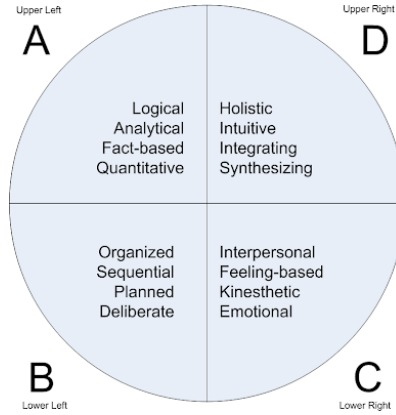 Upper Left
A
Upper Right
D
Logical
Analytical
Fact-based
Quantitative
Holistic
Intuitive
Integrating
Synthesizing
Organized
Sequential
Planned
Deliberate
Interpersonal
Feeling-based
Kinesthetic
Emotional
B
Lower Left
C
Lower Right